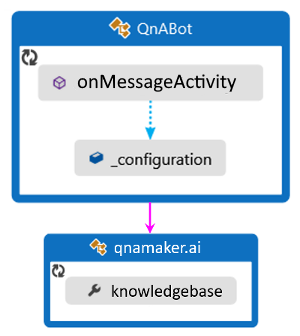 QnABot
onMessageActivity
_configuration
qnamaker.ai
knowledgebase